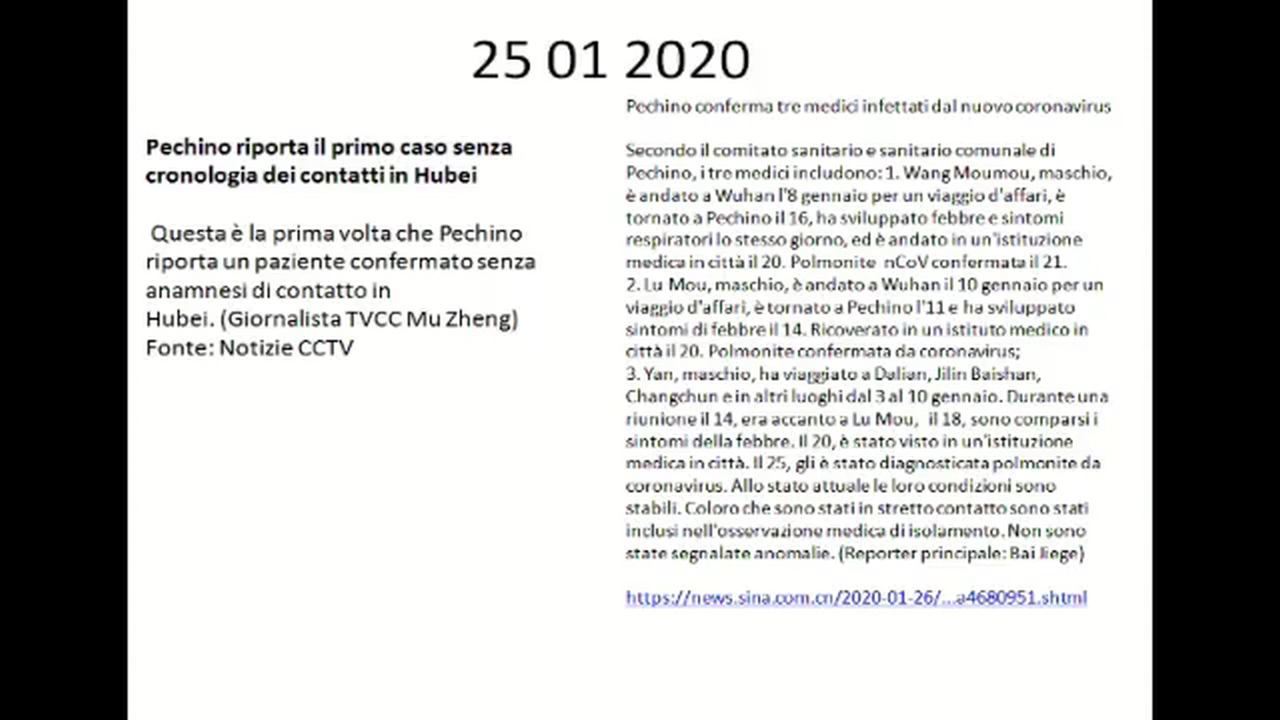 25 01 2020
Pechino riporta il primo caso senza
cronologia dei contatti in Hubei
Questa è la prima volta che Pechino
riporta un paziente confermato senza
anamnesi di contatto in
Hubei. (Giornalista TVCC Mu Zheng)
Fonte: Notizie CCTV
Pechino conferma tre medici infettati dal nuovo coronavirus
Secondo il comitato sanitario e sanitario comunale di
Pechino, i tre medici includono: 1. Wang Moumou, maschio,
è andato a Wuhan l'8 gennaio per un viaggio d'affari, è
tornato a Pechino il 16, ha sviluppato febbre e sintomi
respiratori lo stesso giorno, ed è andato in un'istituzione
medica in città il 20. Polmonite nCoV confermata il 21.
2. Lu Mou, maschio, è andato a Wuhan il 10 gennaio per un
viaggio d'affari, è tornato a Pechino l'11 e ha sviluppato
sintomi di febbre il 14. Ricoverato in un istituto medico in
città il 20. Polmonite confermata da coronavirus;
3. Yan, maschio, ha viaggiato a Dalian, Jilin Baishan,
Changchun e in altri luoghi dal 3 al 10 gennaio. Durante una
riunione il 14, era accanto a Lu Mou, il 18, sono comparsi i
sintomi della febbre. Il 20, è stato visto in un'istituzione
medica in città. Il 25, gli è stato diagnosticata polmonite da
coronavirus. Allo stato attuale le loro condizioni sono
stabili. Coloro che sono stati in stretto contatto sono stati
inclusi nell'osservazione medica di isolamento. Non sono
state segnalate anomalie. (Reporter principale: Bai Jiege)
https://news.sina.com.cn/2020-01-26/...a4680951.shtml